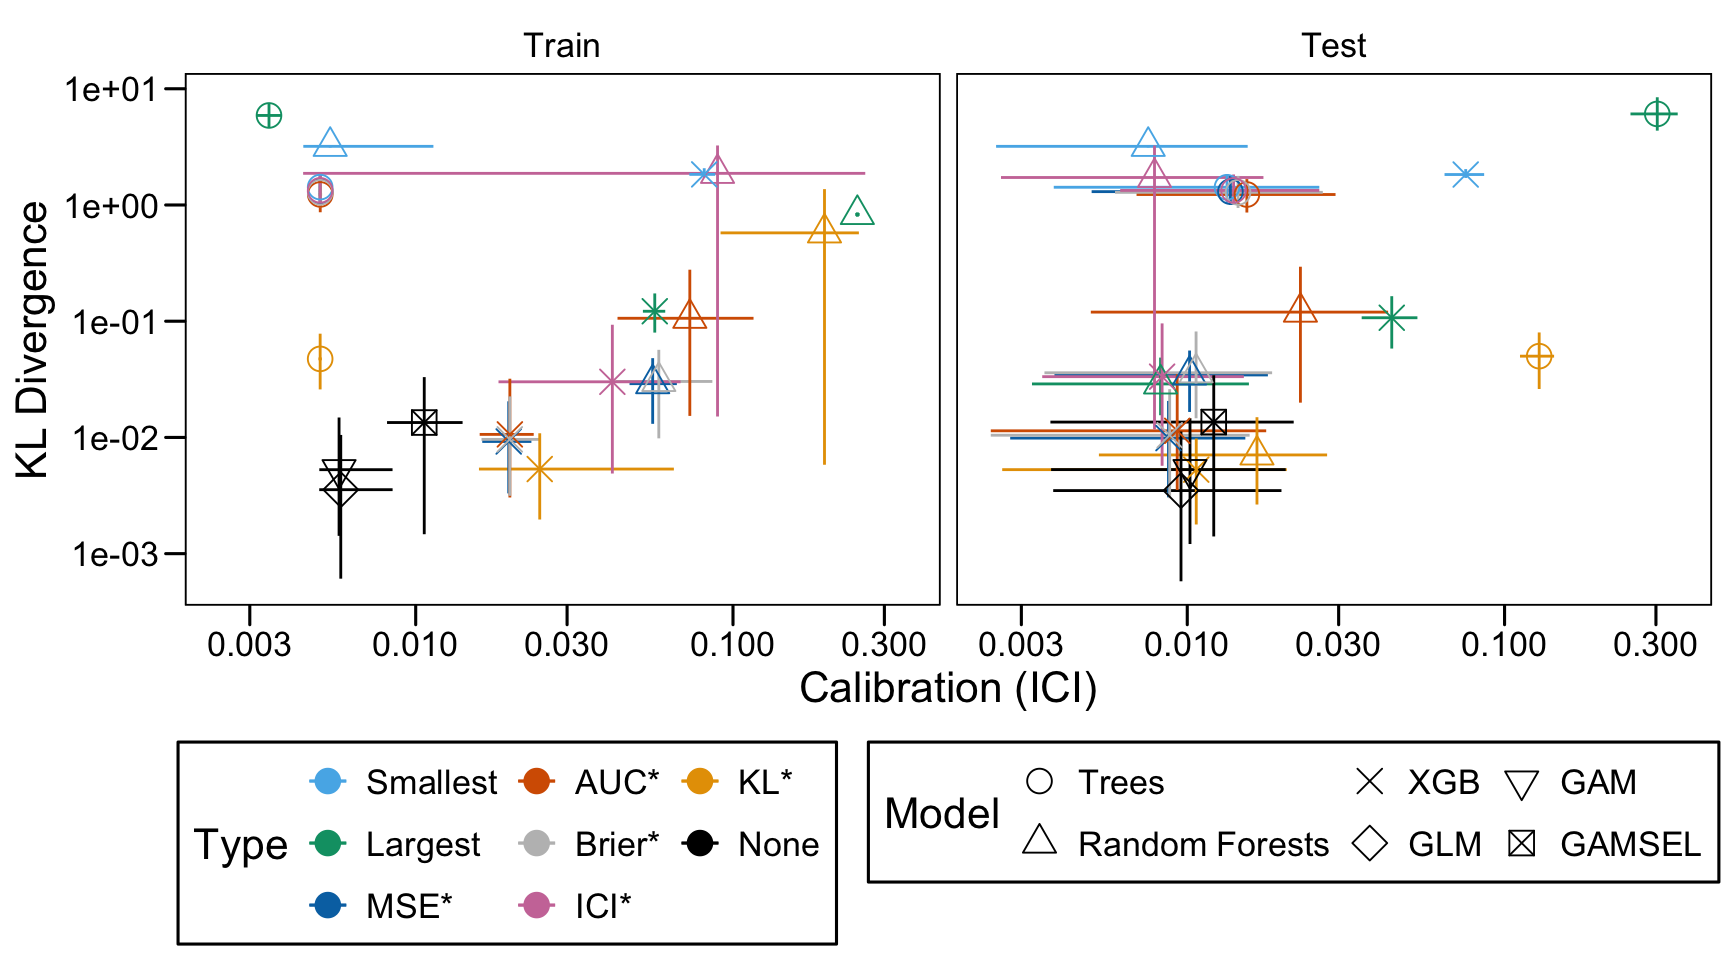 Train
Test
KL Divergence
1e+01
1e+00
1e-01
1e-02
1e-03
0.003 0.010 0.030 0.100 0.300
0.003 0.010 0.030 0.100 0.300
Calibration (ICI)
Type
Smallest AUC* KL*
Largest Brier* None
MSE* ICI*
Model
Trees XGB GAM
Random Forests GLM GAMSEL